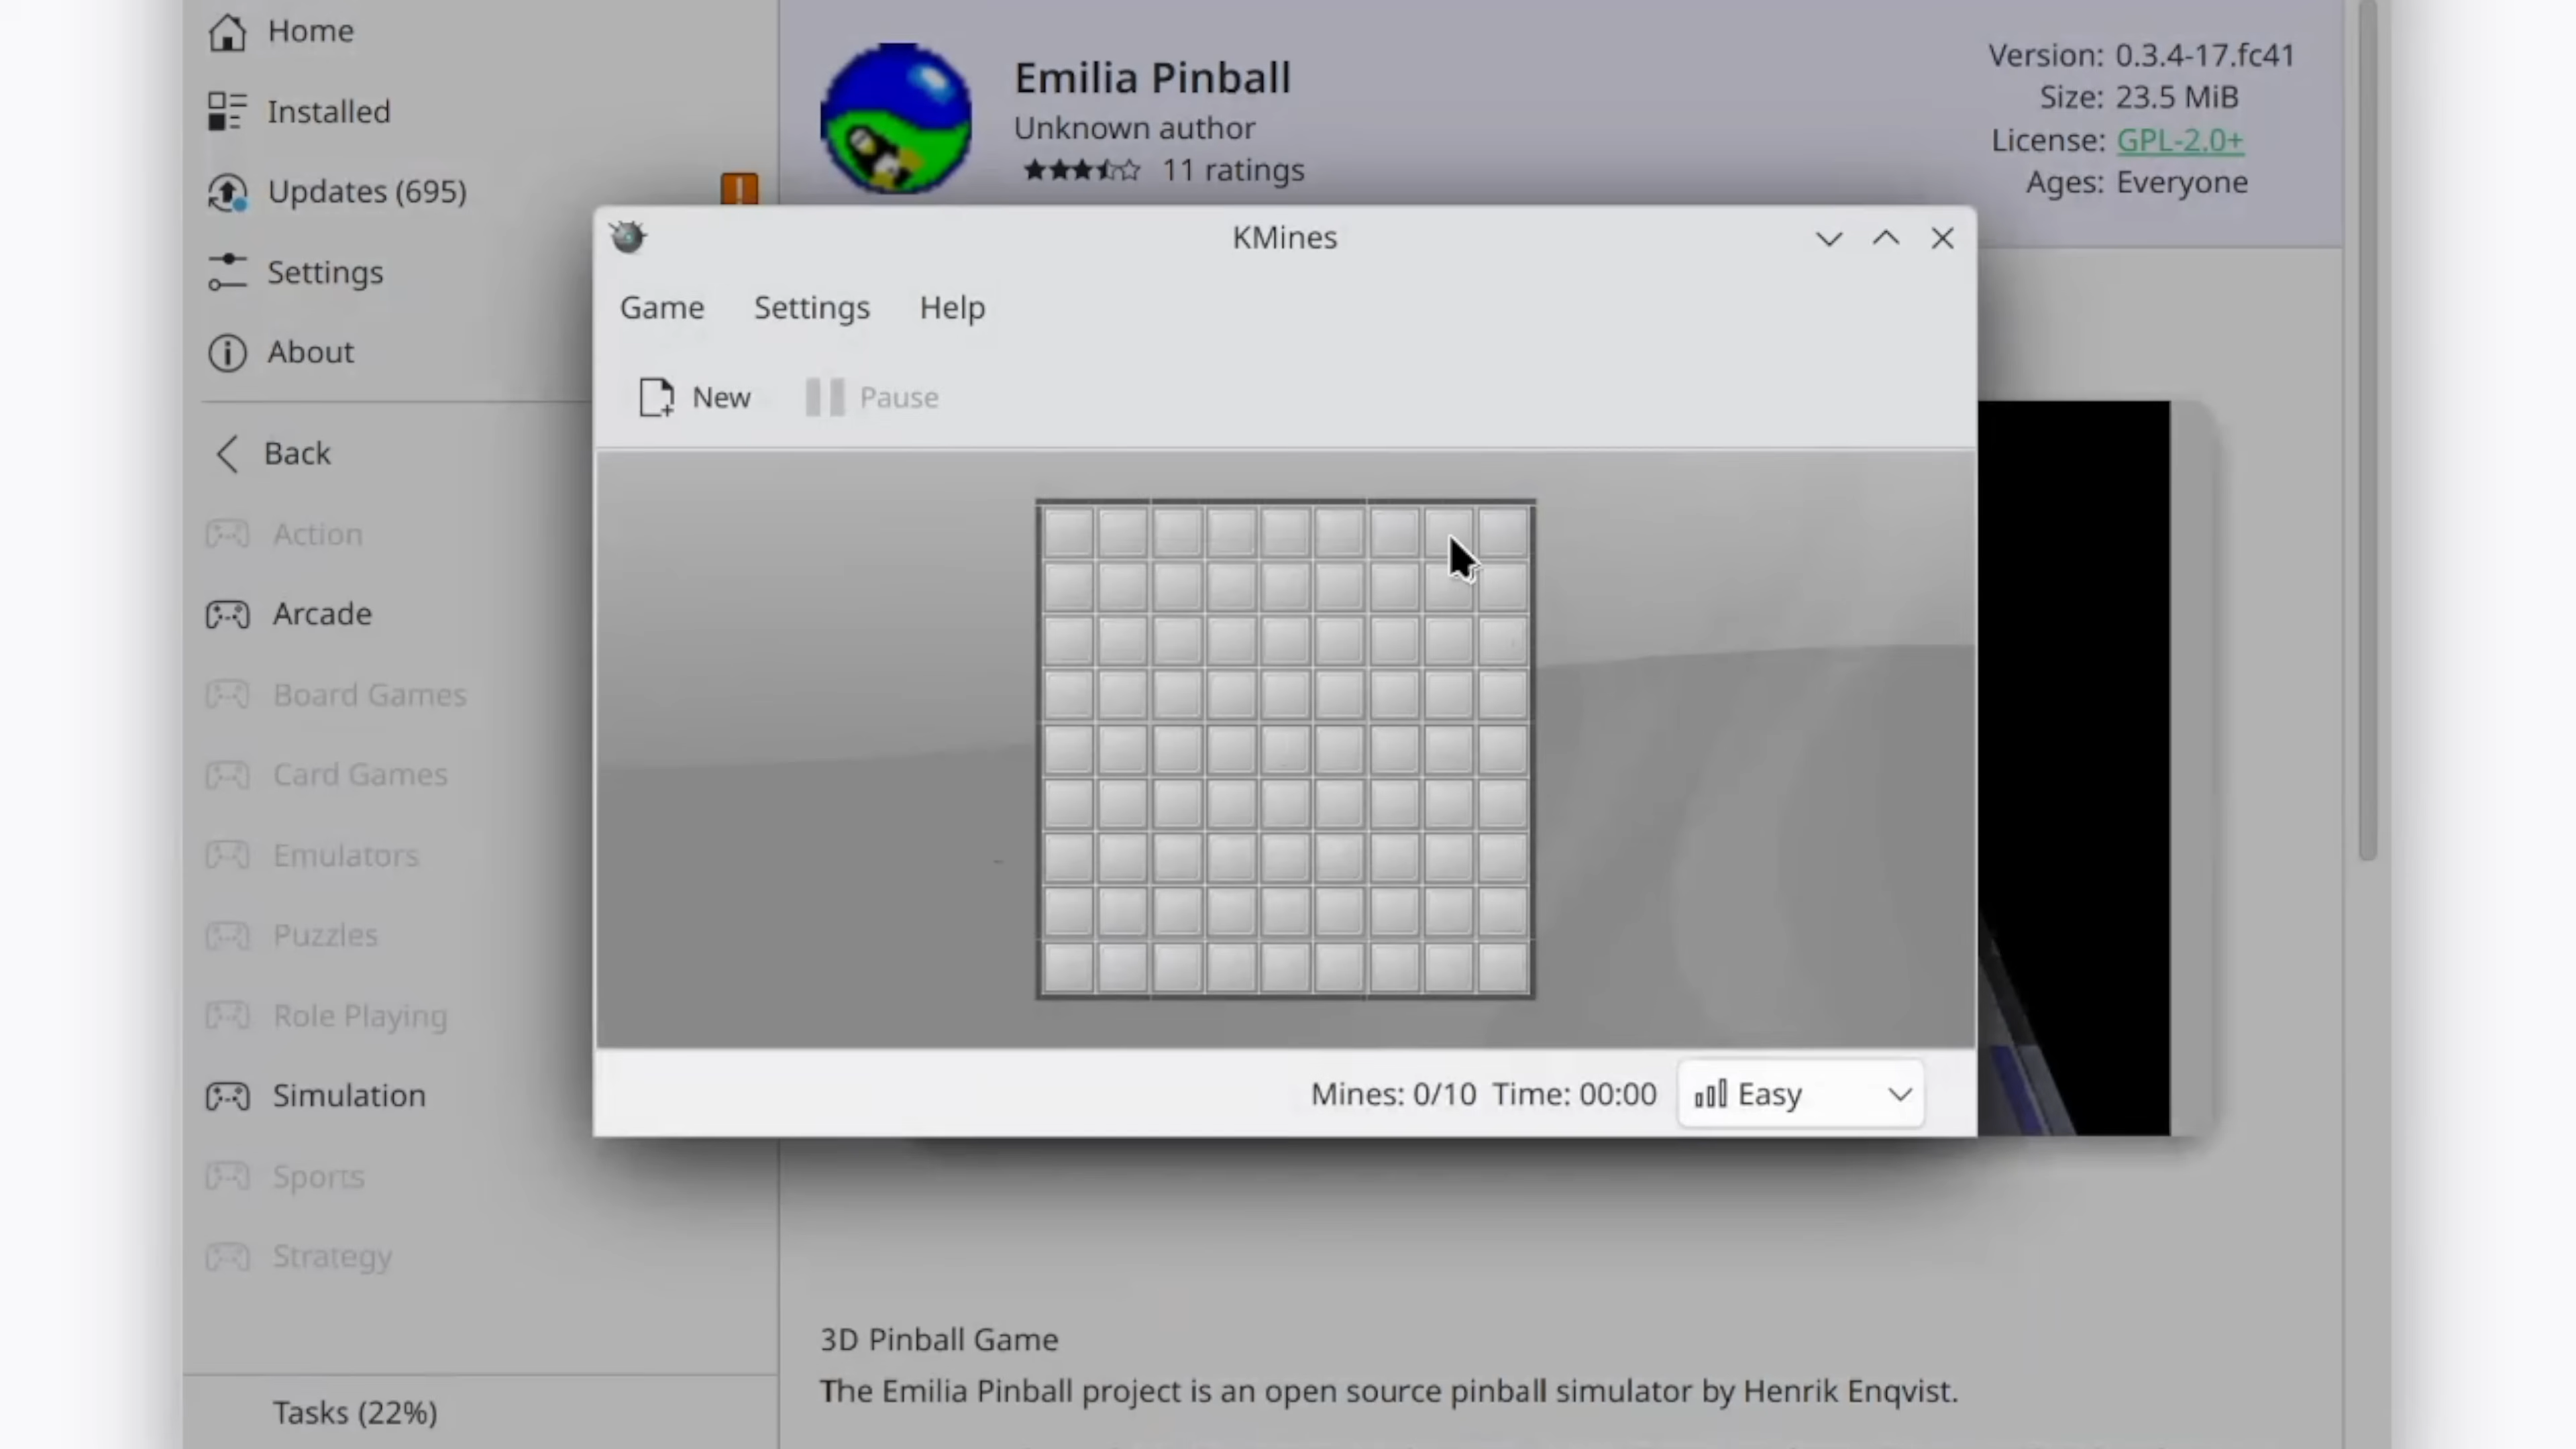 Home
Installed
Updates (695)
Settings
About
Back
Action
Arcade
Board Games
Card Games
Emulators
Puzzles
Role Playing
Simulation
Sports
Strategy
Tasks (22%)
Emilia Pinball
Unknown author
11 ratings
Version: 0.3.4-17.fc41
Size: 23.5 MiB
License: GPL-2.0+
Ages: Everyone
KMines
Game Settings Help
New Pause
Mines: 0/10 Time: 00:00 Easy
3D Pinball Game
The Emilia Pinball project is an open source pinball simulator by Henrik Enqvist.